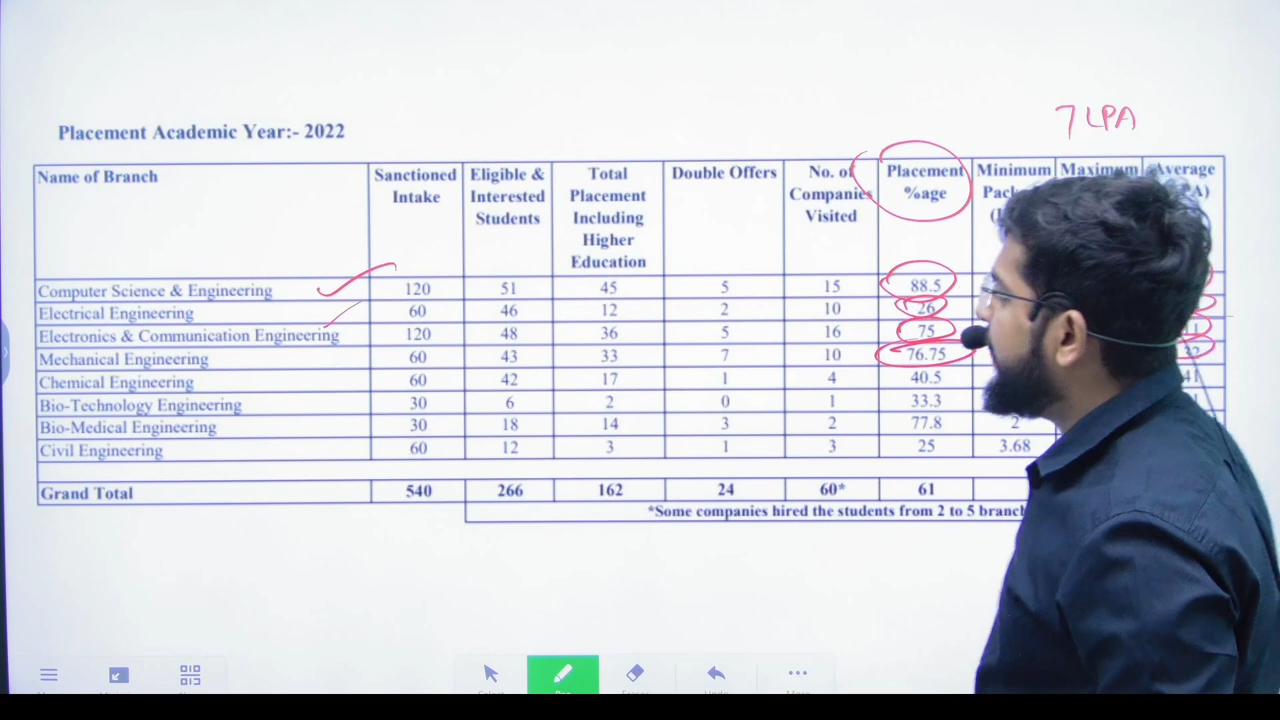 7 LPA
Placement Academic Year:- 2022
Name of Branch Sanctioned Intake Eligible & Interested Students Total Placement Including Higher Education Double Offers No. of Companies Visited Placement %age Minimum Maximum Average
Computer Science & Engineering 120 51 45 5 15 88.5
Electrical Engineering 60 46 12 2 10 26
Electronics & Communication Engineering 120 48 36 5 16 75
Mechanical Engineering 60 43 33 7 10 76.75
Chemical Engineering 60 42 17 1 4 40.5
Bio-Technology Engineering 30 6 2 0 1 33.3
Bio-Medical Engineering 30 18 14 3 2 77.8 2
Civil Engineering 60 12 3 1 3 25 3.68
Grand Total 540 266 162 24 60* 61
*Some companies hired the students from 2 to 5